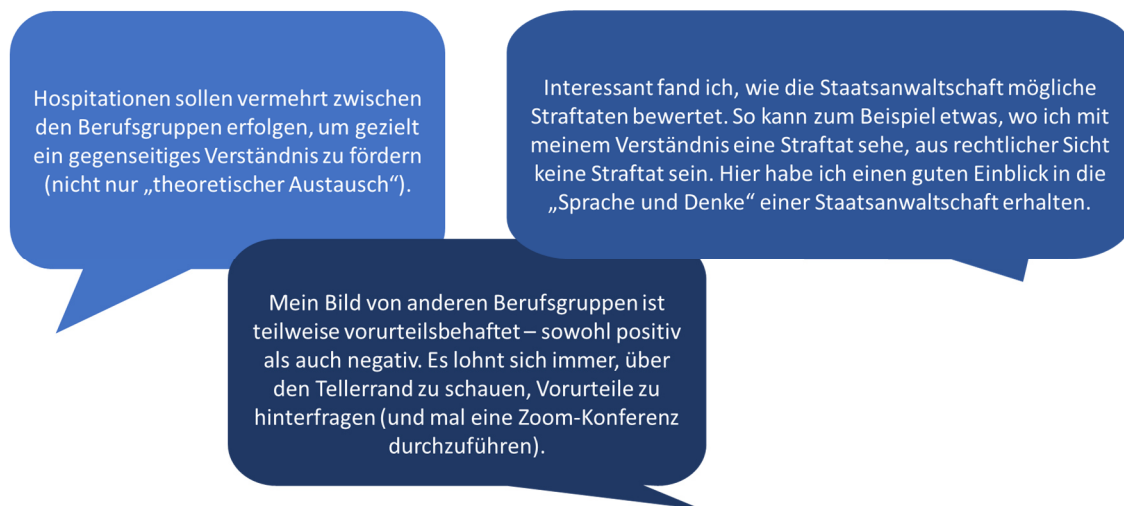 Hospitationen sollen vermehrt zwischen
den Berufsgruppen erfolgen, um gezielt
ein gegenseitiges Verständnis zu fördern
(nicht nur „theoretischer Austausch“).
Interessant fand ich, wie die Staatsanwaltschaft mögliche
Straftaten bewertet. So kann zum Beispiel etwas, wo ich mit
meinem Verständnis eine Straftat sehe, aus rechtlicher Sicht
keine Straftat sein. Hier habe ich einen guten Einblick in die
„Sprache und Denke“ einer Staatsanwaltschaft erhalten.
Mein Bild von anderen Berufsgruppen ist
teilweise vorurteilsbehaftet – sowohl positiv
als auch negativ. Es lohnt sich immer, über
den Tellerrand zu schauen, Vorurteile zu
hinterfragen (und mal eine Zoom-Konferenz
durchzuführen).